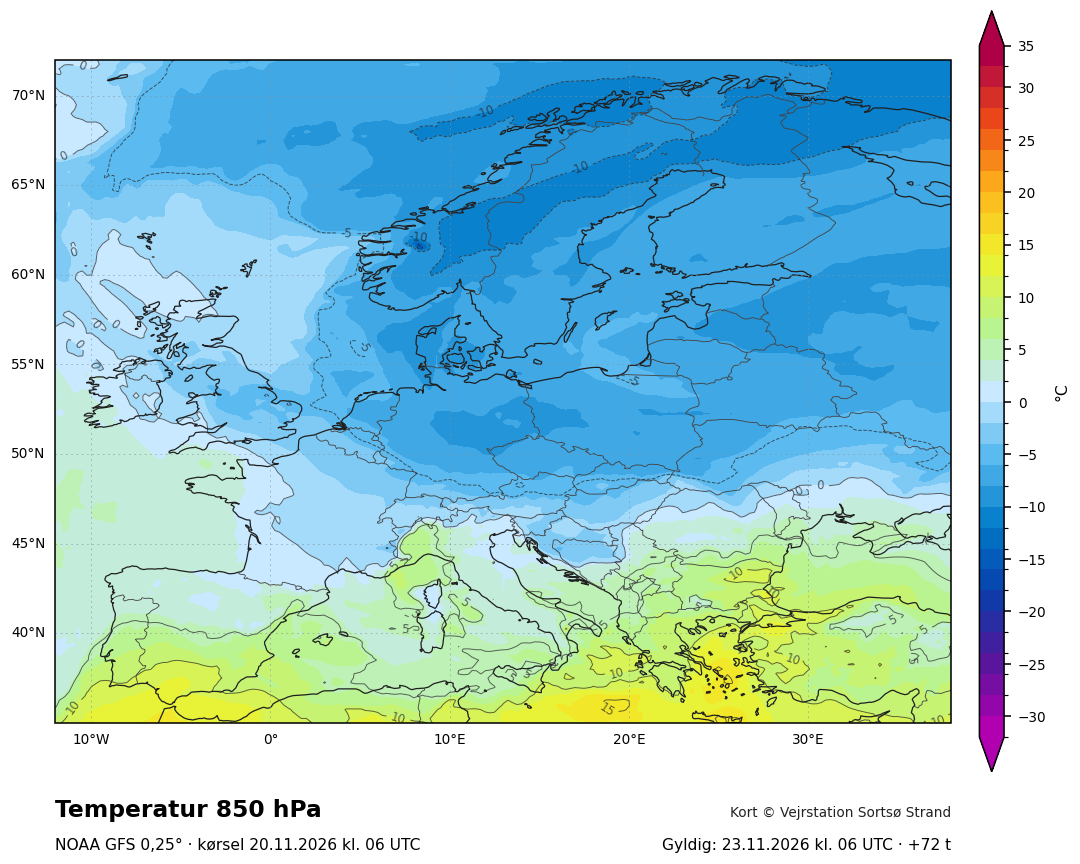 70°N
65°N
60°N
55°N
50°N
45°N
40°N
10°W 0° 10°E 20°E 30°E
35
30
25
20
15
10
5
0
−5
−10
−15
−20
−25
−30
°C
Temperatur 850 hPa
Kort © Vejrstation Sortsø Strand
NOAA GFS 0,25° · kørsel 20.11.2026 kl. 06 UTC
Gyldig: 23.11.2026 kl. 06 UTC · +72 t